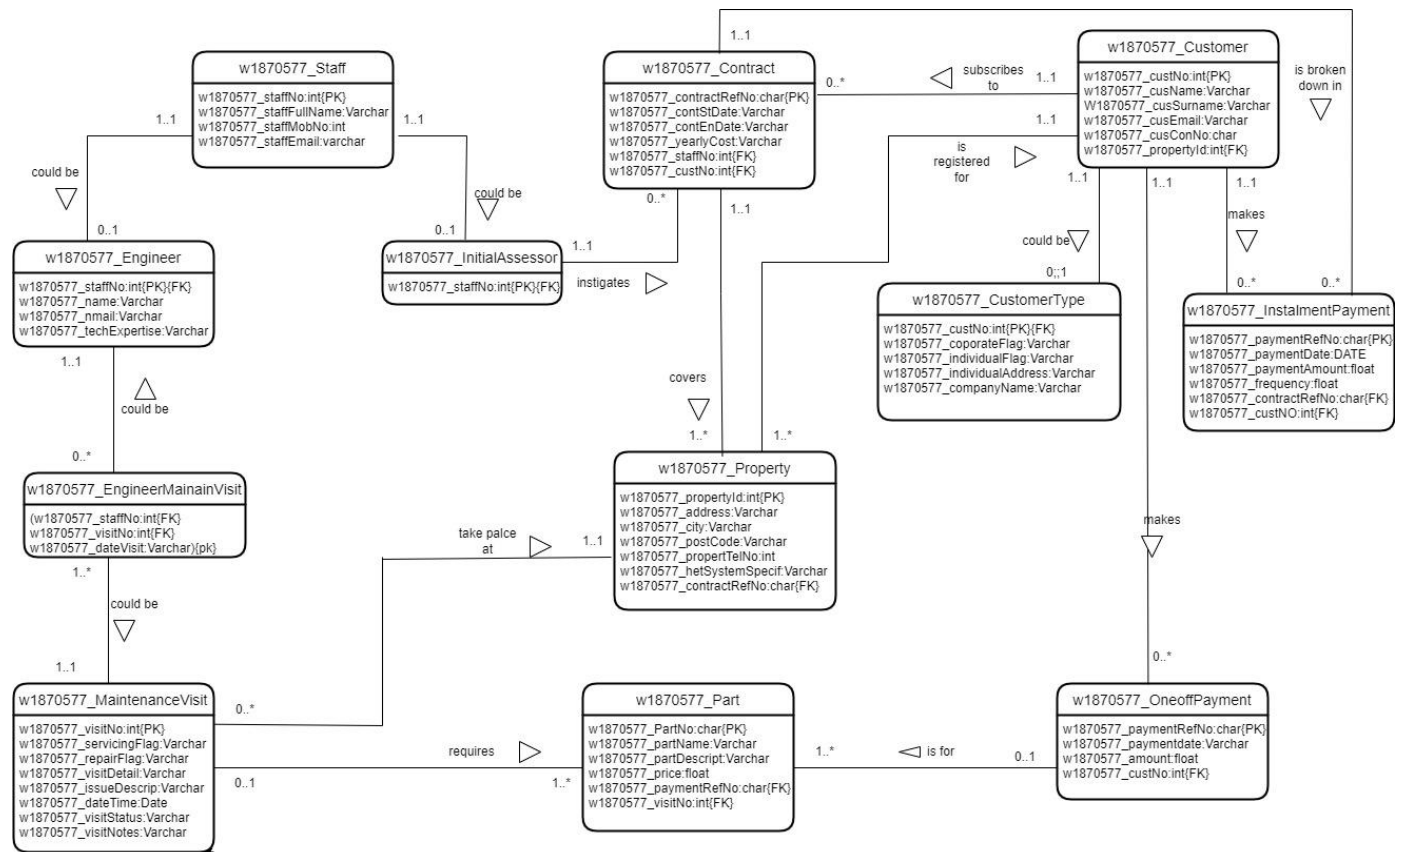 w1870577_Staff
w1870577_staffNo:int{PK}
w1870577_staffFullName:Varchar
w1870577_staffMobNo:int
w1870577_staffEmail:varchar
1..1
1..1
could be
could be
0..1
0..1
w1870577_Contract
w1870577_contractRefNo:char{PK}
w1870577_contStDate:Varchar
w1870577_contEnDate:Varchar
w1870577_yearlyCost:Varchar
w1870577_staffNo:int{FK}
w1870577_custNo:int{FK}
1..1
0..*
subscribes
to
1..1
0..*
1..1
w1870577_Customer
w1870577_custNo:int{PK}
w1870577_cusName:Varchar
W1870577_cusSurname:Varchar
w1870577_cusEmail:Varchar
w1870577_cusConNo:char
w1870577_propertyId:int{FK}
1..1
is
registered
for
is broken
down in
1..1
1..1
1..1
could be
makes
0;;1
0..*
0..*
w1870577_Engineer
w1870577_staffNo:int{PK}{FK}
w1870577_name:Varchar
w1870577_nmail:Varchar
w1870577_techExpertise:Varchar
1..1
could be
0..*
w1870577_InitialAssessor
w1870577_staffNo:int{PK}{FK}
1..1
instigates
w1870577_CustomerType
w1870577_custNo:int{PK}{FK}
w1870577_coporateFlag:Varchar
w1870577_individualFlag:Varchar
w1870577_individualAddress:Varchar
w1870577_companyName:Varchar
w1870577_InstalmentPayment
w1870577_paymentRefNo:char{PK}
w1870577_paymentDate:DATE
w1870577_paymentAmount:float
w1870577_frequency:float
w1870577_contractRefNo:char{FK}
w1870577_custNO:int{FK}
covers
1..*
1..*
w1870577_EngineerMainainVisit
(w1870577_staffNo:int{FK}
w1870577_visitNo:int{FK}
w1870577_dateVisit:Varchar){pk}
1..*
could be
1..1
w1870577_Property
w1870577_propertyId:int{PK}
w1870577_address:Varchar
w1870577_city:Varchar
w1870577_postCode:Varchar
w1870577_propertTelNo:int
w1870577_hetSystemSpecif:Varchar
w1870577_contractRefNo:char{FK}
take palce
at
1..1
makes
0..*
w1870577_MaintenanceVisit
w1870577_visitNo:int{PK}
w1870577_servicingFlag:Varchar
w1870577_repairFlag:Varchar
w1870577_visitDetail:Varchar
w1870577_issueDescrip:Varchar
w1870577_dateTime:Date
w1870577_visitStatus:Varchar
w1870577_visitNotes:Varchar
0..*
requires
0..1
1..*
w1870577_Part
w1870577_PartNo:char{PK}
w1870577_partName:Varchar
w1870577_partDescript:Varchar
w1870577_price:float
w1870577_paymentRefNo:char{FK}
w1870577_visitNo:int{FK}
1..*
is for
0..1
w1870577_OneoffPayment
w1870577_paymentRefNo:char{PK}
w1870577_paymentdate:Varchar
w1870577_amount:float
w1870577_custNo:int{FK}